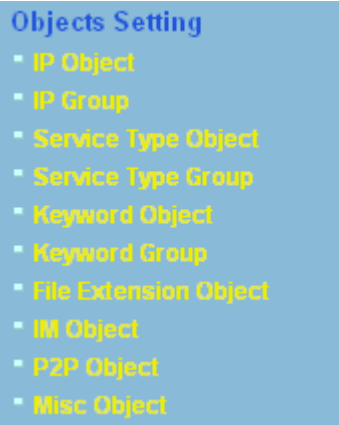 Objects Setting
IP Object
IP Group
Service Type Object
Service Type Group
Keyword Object
Keyword Group
File Extension Object
IM Object
P2P Object
Misc Object